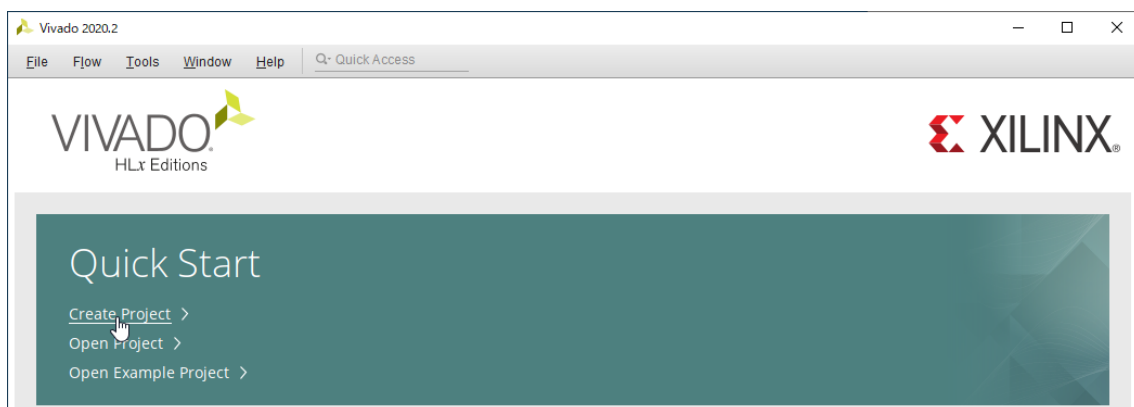 Vivado 2020.2
File Flow Tools Window Help Quick Access
VIVADO.
HLx Editions
XILINX®
Quick Start
Create Project >
Open Project >
Open Example Project >